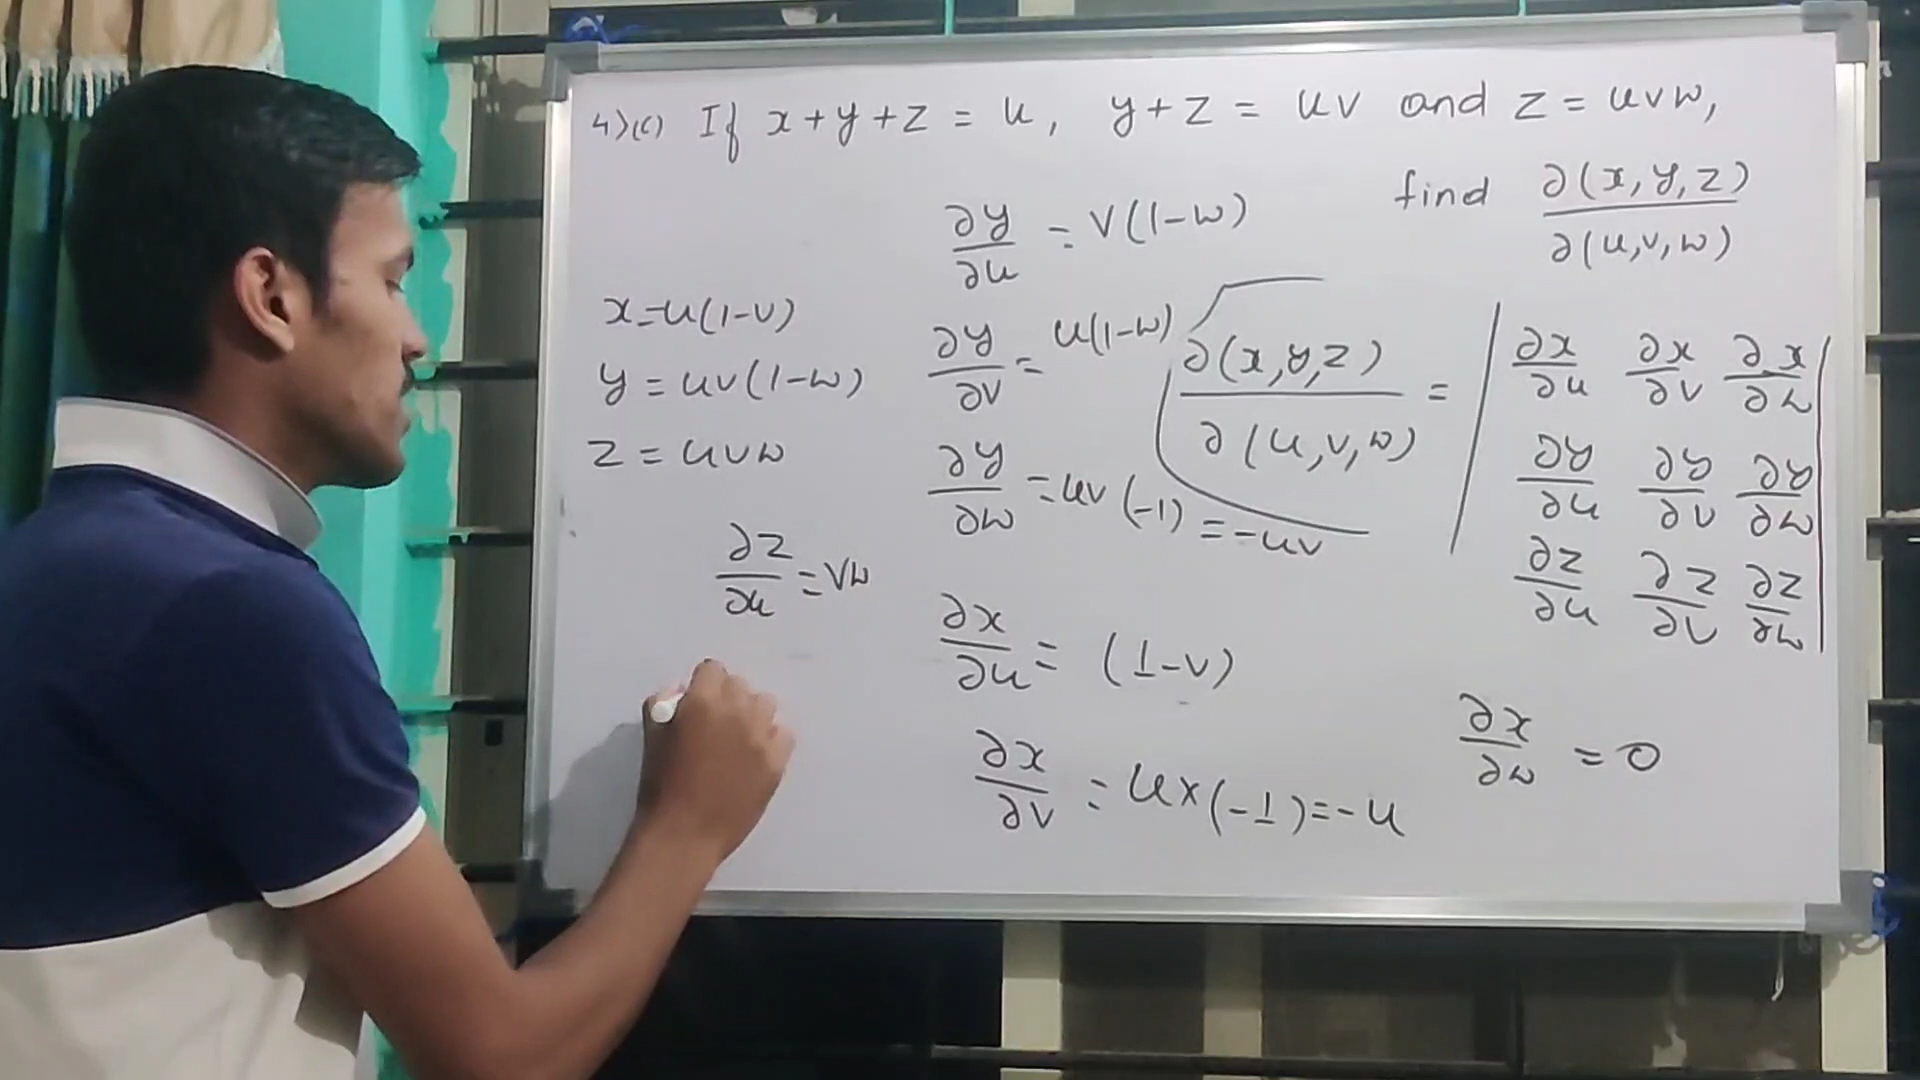 4)(c) If x+y+z = u, y+z = uv and z = uvw,
find ∂(x,y,z)/∂(u,v,w)
x=u(1-v)
y = uv(1-w)
z = uvw
∂z/∂u = vw
∂y/∂u = v(1-w)
∂y/∂v = u(1-w)
∂y/∂w = uv(-1) = -uv
∂x/∂u = (1-v)
∂x/∂v = u×(-1)=-u
∂(x,y,z)/∂(u,v,w) = | ∂x/∂u ∂x/∂v ∂x/∂w |
∂y/∂u ∂y/∂v ∂y/∂w
∂z/∂u ∂z/∂v ∂z/∂w
∂x/∂w = 0